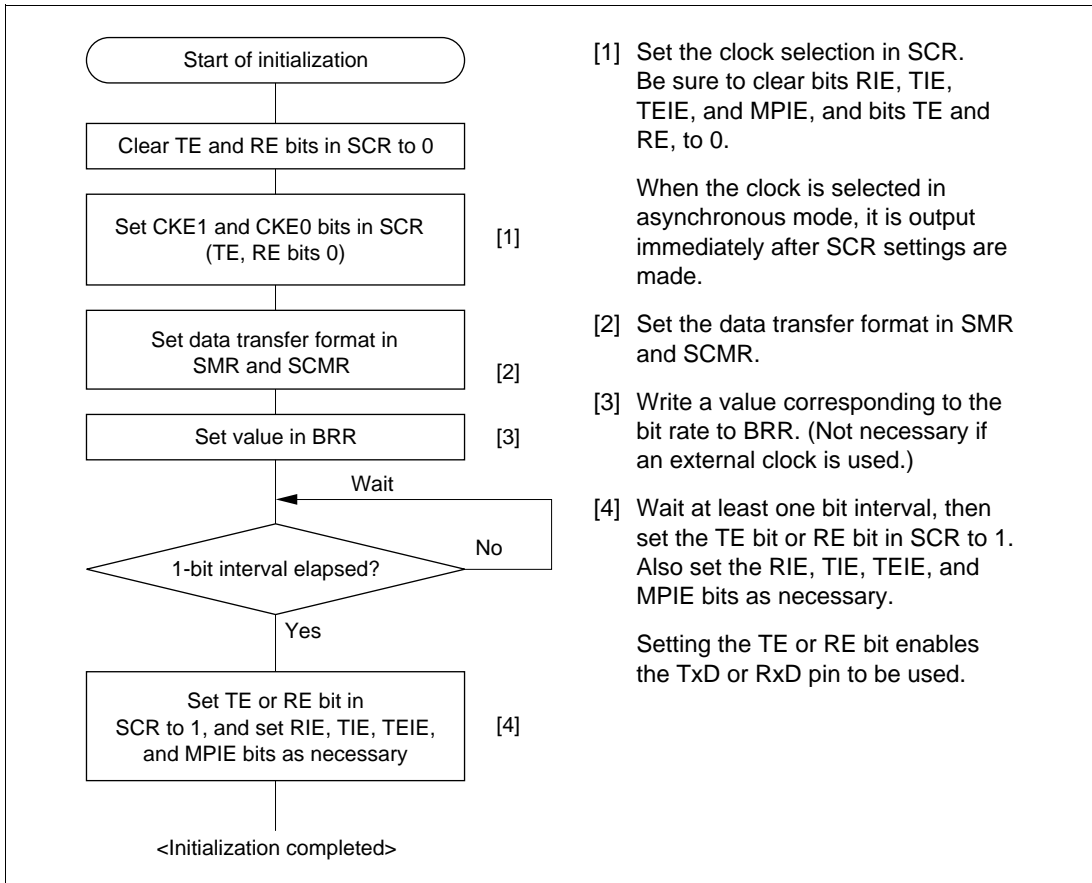 Start of initialization
Clear TE and RE bits in SCR to 0
Set CKE1 and CKE0 bits in SCR
(TE, RE bits 0)
[1]
Set data transfer format in
SMR and SCMR
[2]
Set value in BRR
[3]
Wait
1-bit interval elapsed?
No
Yes
Set TE or RE bit in
SCR to 1, and set RIE, TIE, TEIE,
and MPIE bits as necessary
[4]
<Initialization completed>
[1] Set the clock selection in SCR.
Be sure to clear bits RIE, TIE,
TEIE, and MPIE, and bits TE and
RE, to 0.
When the clock is selected in
asynchronous mode, it is output
immediately after SCR settings are
made.
[2] Set the data transfer format in SMR
and SCMR.
[3] Write a value corresponding to the
bit rate to BRR. (Not necessary if
an external clock is used.)
[4] Wait at least one bit interval, then
set the TE bit or RE bit in SCR to 1.
Also set the RIE, TIE, TEIE, and
MPIE bits as necessary.
Setting the TE or RE bit enables
the TxD or RxD pin to be used.